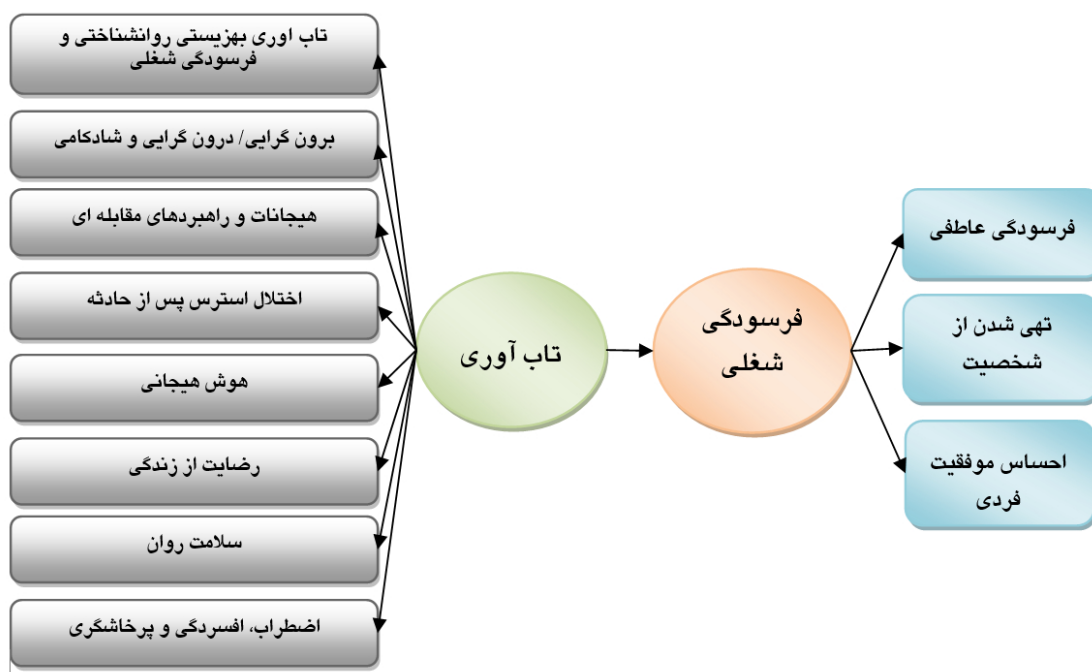 تاب اوری بهزیستی روانشناختی و
فرسودگی شغلی
برون گرایی/ درون گرایی و شادکامی
هیجانات و راهبردهای مقابله ای
اختلال استرس پس از حادثه
هوش هیجانی
رضایت از زندگی
سلامت روان
اضطراب، افسردگی و پرخاشگری
تاب آوری
فرسودگی
شغلی
فرسودگی عاطفی
تهی شدن از
شخصیت
احساس موفقیت
فردی